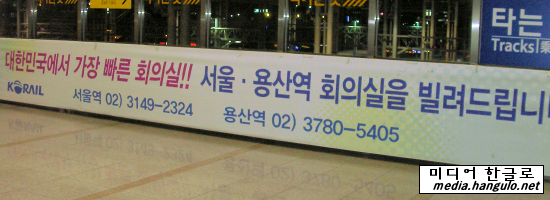 타는
Tracks
대한민국에서 가장 빠른 회의실!! 서울·용산역 회의실을 빌려드립니다
KORAIL
서울역 02) 3149-2324 용산역 02) 3780-5405
미디어 한글로
media.hangulo.net